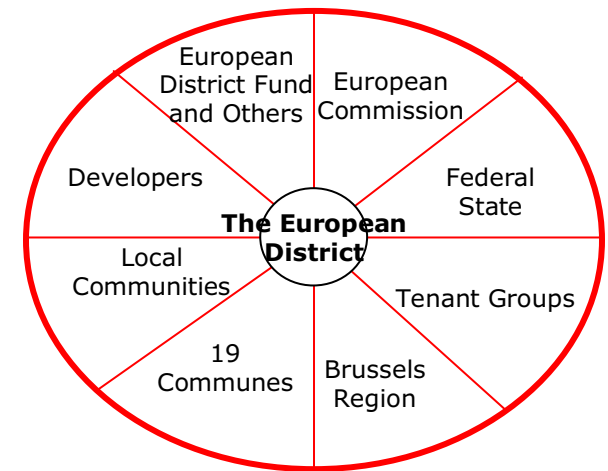 European
District Fund
and Others
European
Commission
Developers
Federal
State
The European
District
Local
Communities
Tenant Groups
19
Communes
Brussels
Region